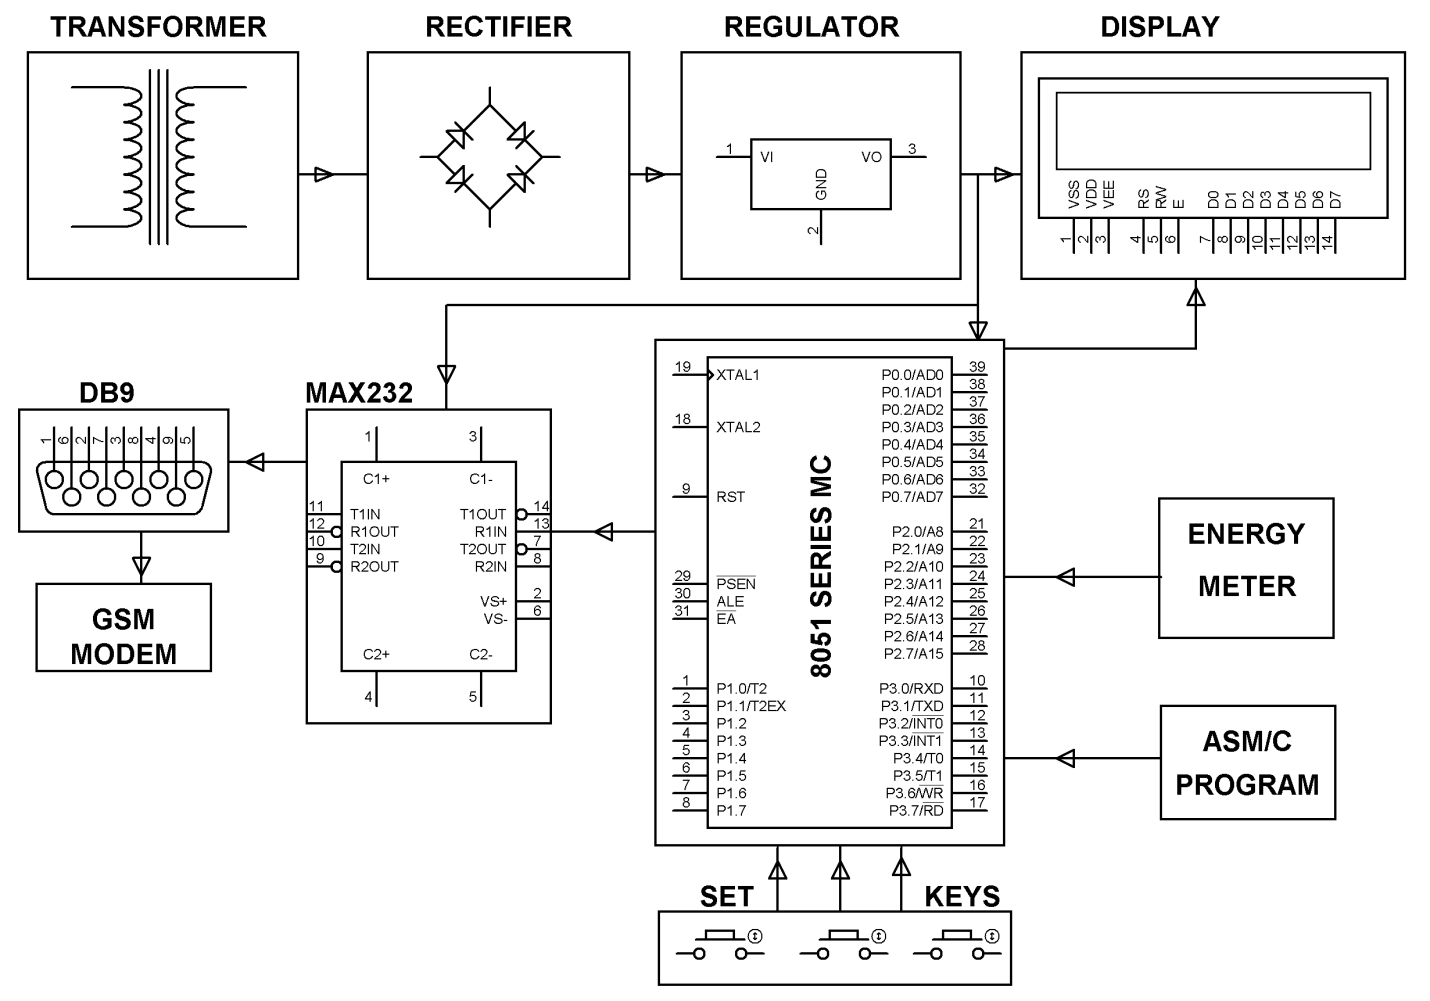 TRANSFORMER
RECTIFIER
REGULATOR
DISPLAY
1 VI VO 3
GND
2
VSS VDD VEE RS RW E D0 D1 D2 D3 D4 D5 D6 D7
1 2 3 4 5 6 7 8 9 10 11 12 13 14
DB9
1 6 2 7 3 8 4 9 5
GSM
MODEM
MAX232
1 3
C1+ C1-
11 T1IN T1OUT 14
12 R1OUT R1IN 13
10 T2IN T2OUT 7
9 R2OUT R2IN 8
VS+ 2
VS- 6
C2+ C2-
4 5
8051 SERIES MC
19 XTAL1 P0.0/AD0 39
P0.1/AD1 38
P0.2/AD2 37
18 XTAL2 P0.3/AD3 36
P0.4/AD4 35
P0.5/AD5 34
P0.6/AD6 33
9 RST P0.7/AD7 32
P2.0/A8 21
P2.1/A9 22
P2.2/A10 23
29 PSEN P2.3/A11 24
30 ALE P2.4/A12 25
31 EA P2.5/A13 26
P2.6/A14 27
P2.7/A15 28
1 P1.0/T2 P3.0/RXD 10
2 P1.1/T2EX P3.1/TXD 11
3 P1.2 P3.2/INT0 12
4 P1.3 P3.3/INT1 13
5 P1.4 P3.4/T0 14
6 P1.5 P3.5/T1 15
7 P1.6 P3.6/WR 16
8 P1.7 P3.7/RD 17
ENERGY
METER
ASM/C
PROGRAM
SET KEYS